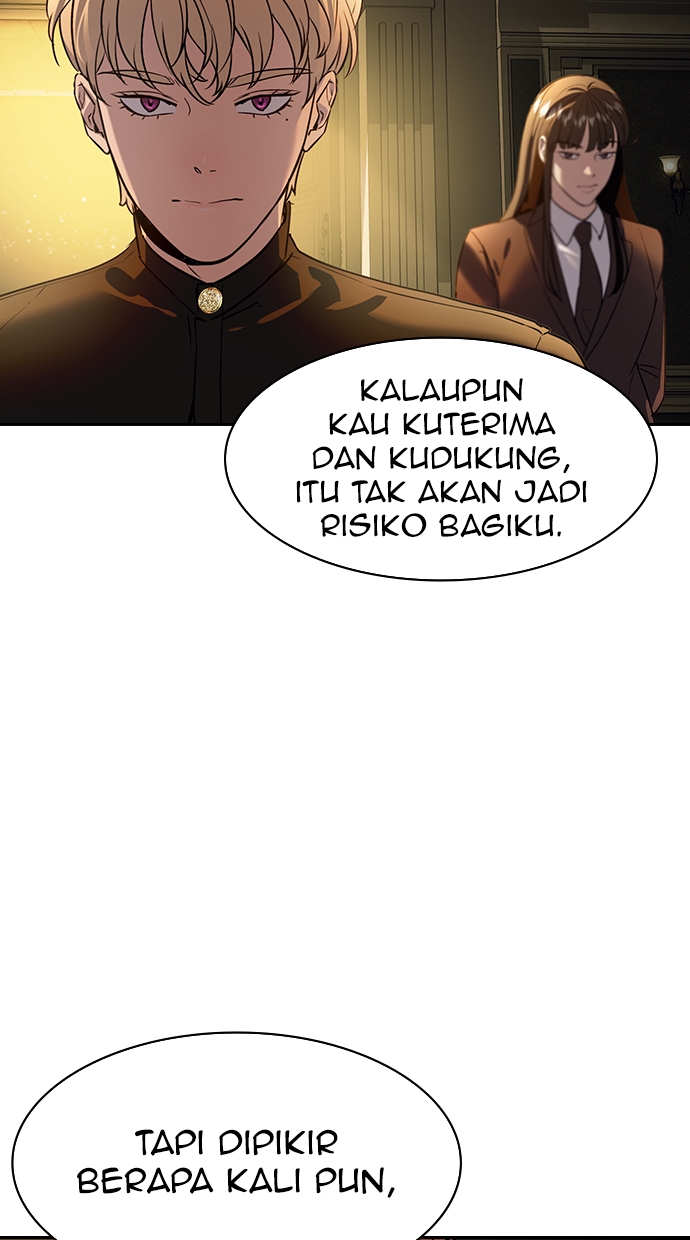 KALAUPUN
KAU KUTERIMA
DAN KUDUKUNG,
ITU TAK AKAN JADI
RISIKO BAGIKU.
TAPI DIPIKIR
BERAPA KALI PUN,